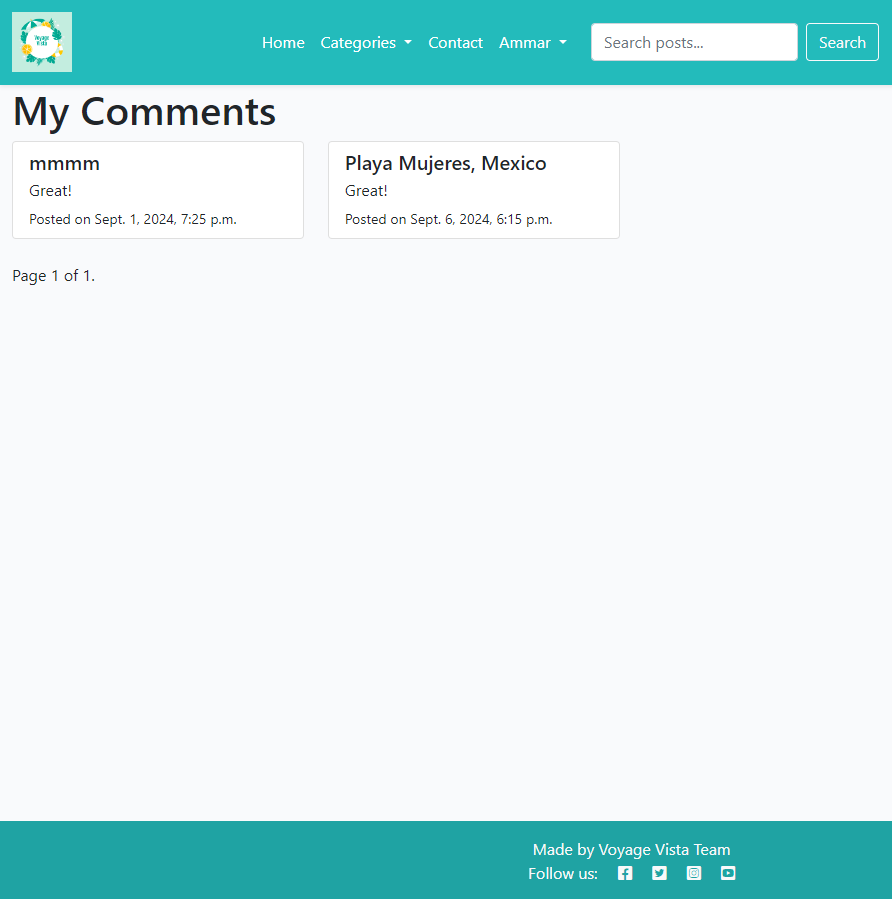 Voyage
Vista
Home Categories Contact Ammar Search posts... Search
My Comments
mmmm
Great!
Posted on Sept. 1, 2024, 7:25 p.m.
Playa Mujeres, Mexico
Great!
Posted on Sept. 6, 2024, 6:15 p.m.
Page 1 of 1.
Made by Voyage Vista Team
Follow us: